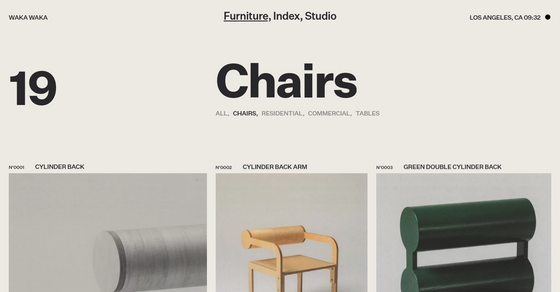 WAKA WAKA
Furniture, Index, Studio
LOS ANGELES, CA 09:32
19
Chairs
ALL, CHAIRS, RESIDENTIAL, COMMERCIAL, TABLES
N°0001 CYLINDER BACK
N°0002 CYLINDER BACK ARM
N°0003 GREEN DOUBLE CYLINDER BACK